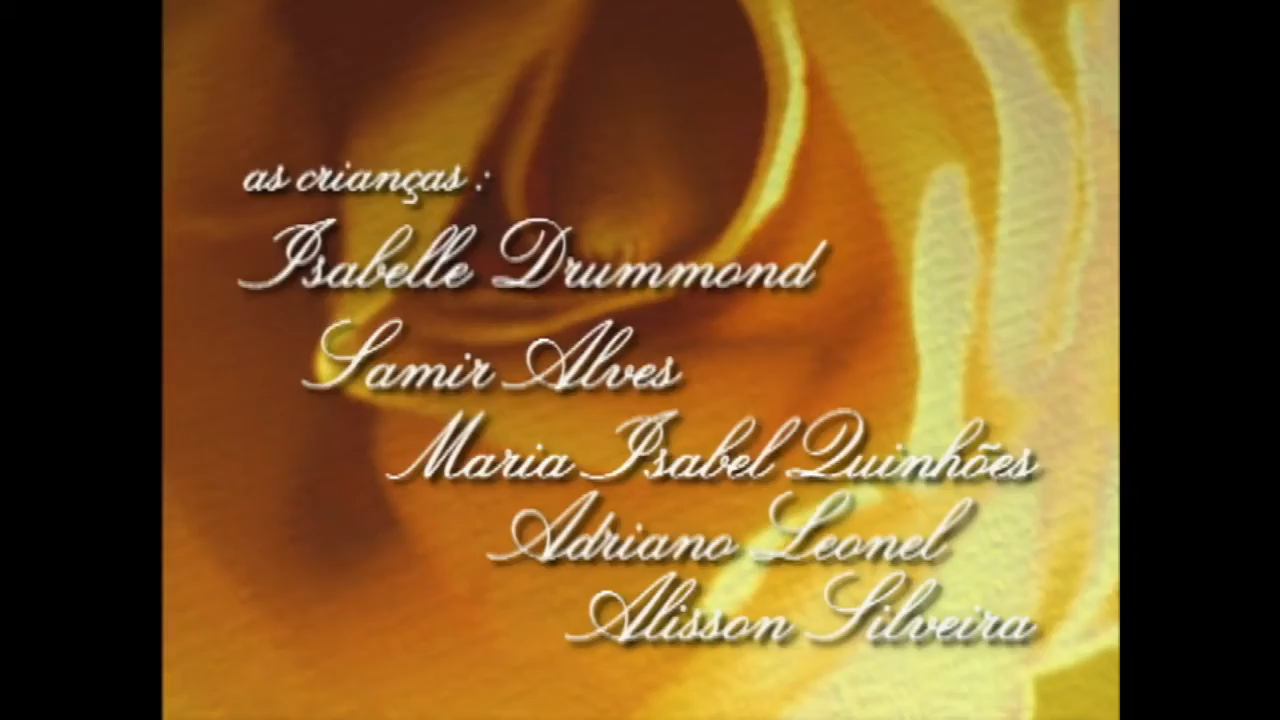 as crianças :
Isabelle Drummond
Samir Alves
Maria Isabel Quinhões
Adriano Leonel
Alisson Silveira